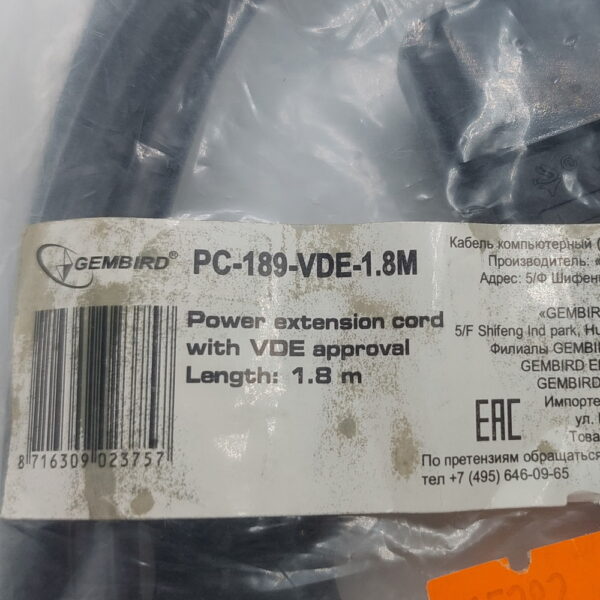 GEMBIRD®
PC-189-VDE-1.8M
Power extension cord
with VDE approval
Length: 1.8 m
8 716309 023757
Кабель компьютерный (
Производитель: «
Адрес: 5/Ф Шифен
«GEMBIR
5/F Shifeng Ind park, Hu
Филиалы GEMBI
GEMBIRD E
GEMBIRD
Импорте
ул.
Това
EAC
По претензиям обращаться
тел +7 (495) 646-09-65